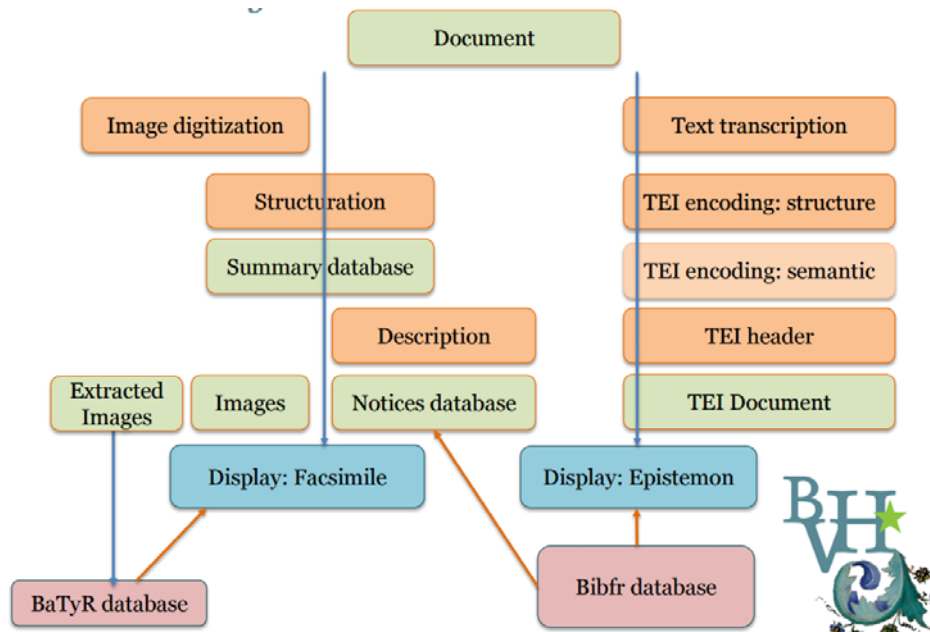 Document
Image digitization
Text transcription
Structuration
TEI encoding: structure
Summary database
TEI encoding: semantic
Description
TEI header
Extracted
Images
Images
Notices database
TEI Document
Display: Facsimile
Display: Epistemon
BVH
BaTyR database
Bibfr database